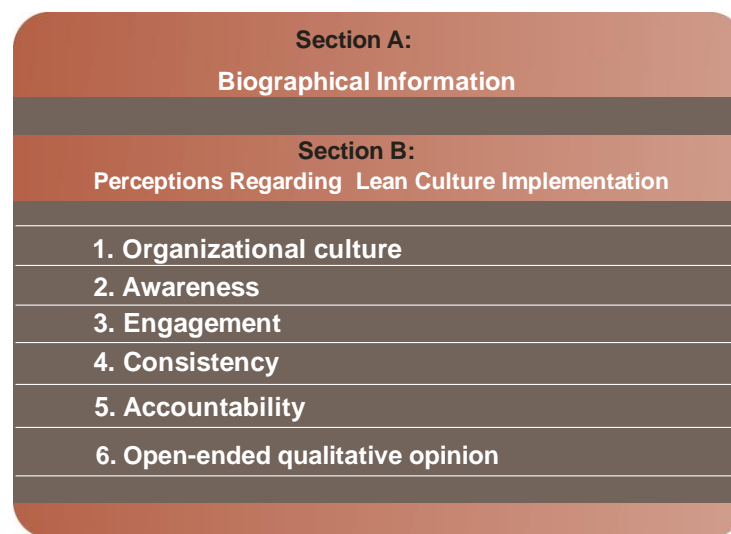 Section A:
Biographical Information
Section B:
Perceptions Regarding Lean Culture Implementation
1. Organizational culture
2. Awareness
3. Engagement
4. Consistency
5. Accountability
6. Open-ended qualitative opinion